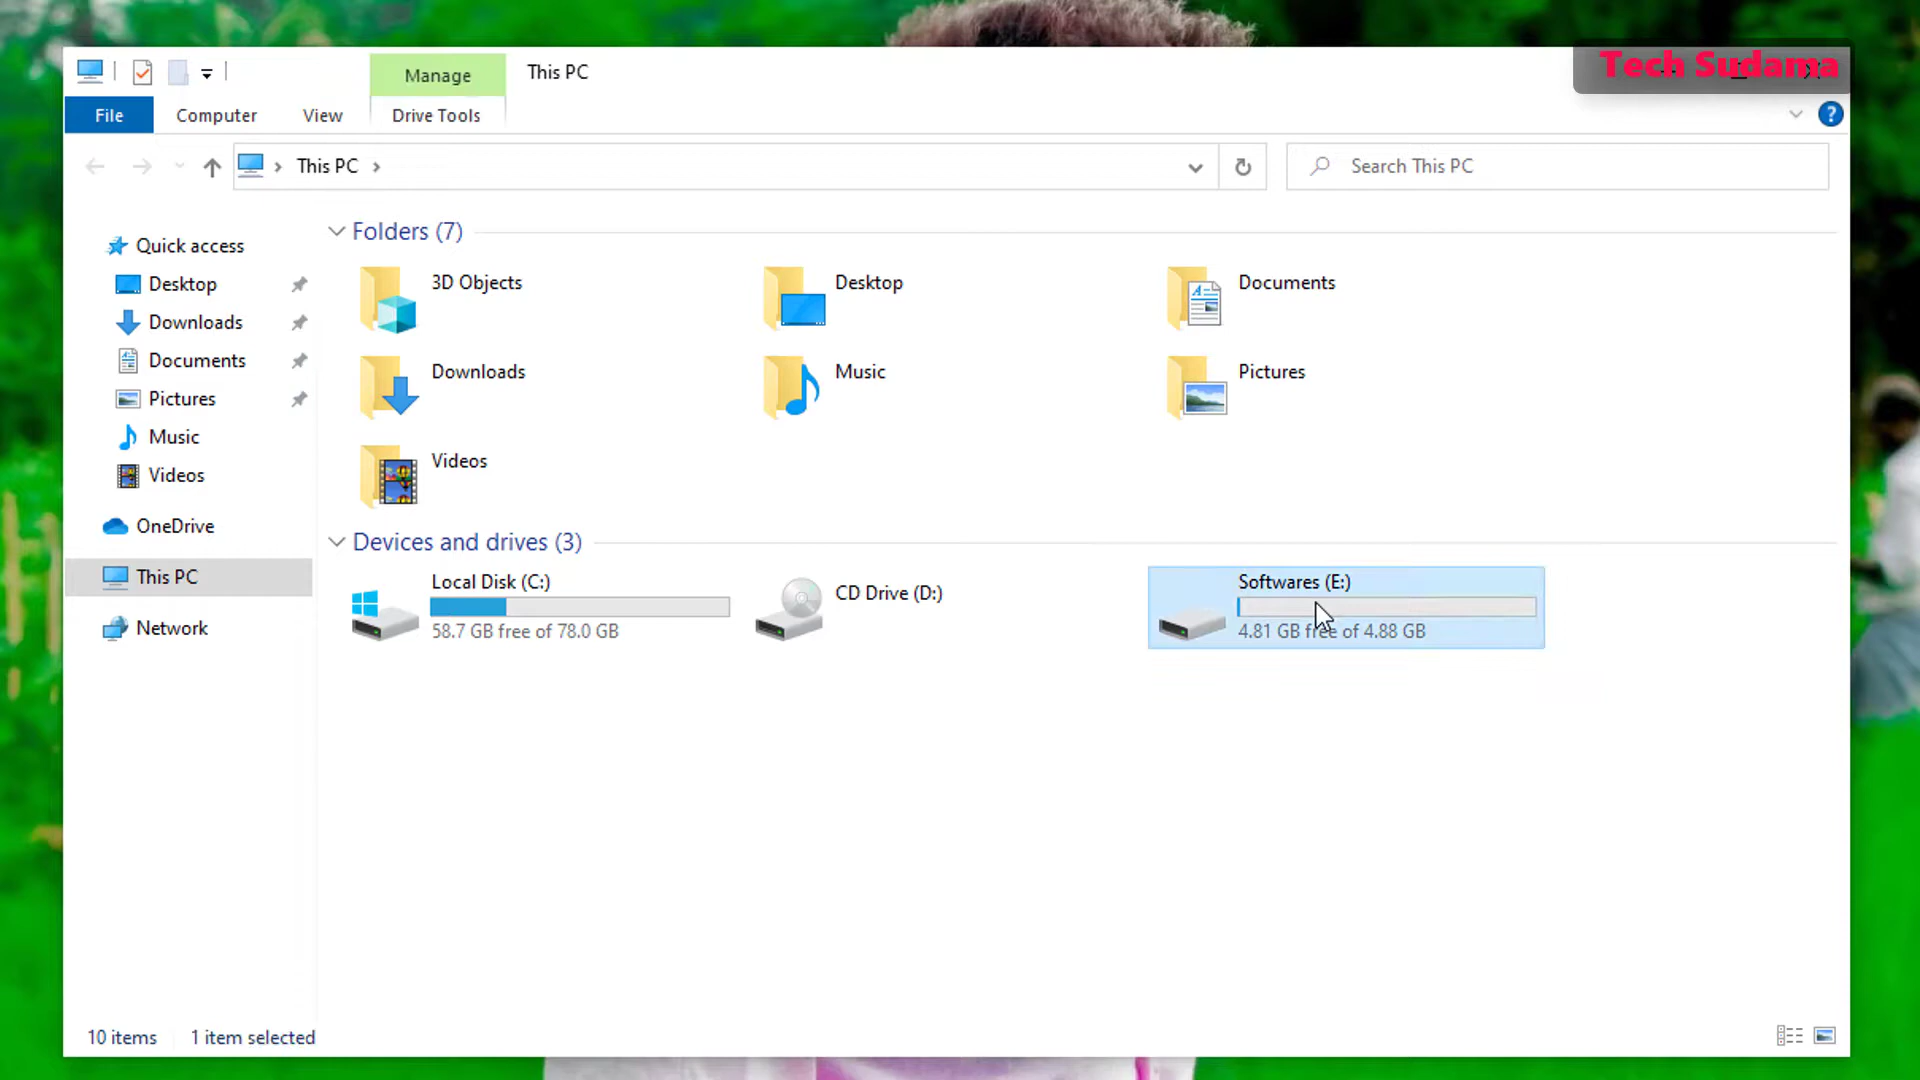 Manage
This PC
Tech Sudama
File
Computer
View
Drive Tools
This PC
Search This PC
Quick access
Desktop
Downloads
Documents
Pictures
Music
Videos
OneDrive
This PC
Network
Folders (7)
3D Objects
Desktop
Documents
Downloads
Music
Pictures
Videos
Devices and drives (3)
Local Disk (C:)
58.7 GB free of 78.0 GB
CD Drive (D:)
Softwares (E:)
4.81 GB free of 4.88 GB
10 items
1 item selected